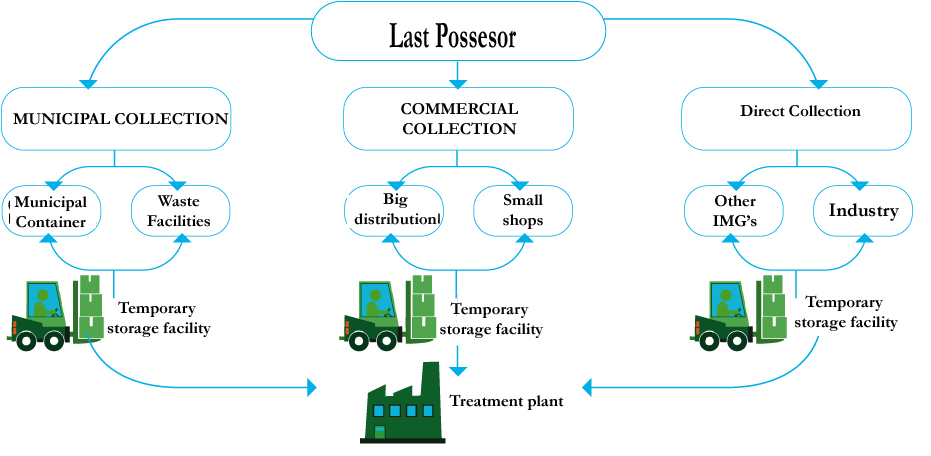 Last Possesor
MUNICIPAL COLLECTION
COMMERCIAL
COLLECTION
Direct Collection
Municipal
Container
Waste
Facilities
Big
distribution
Small
shops
Other
IMG's
Industry
Temporary
storage facility
Temporary
storage facility
Temporary
storage facility
Treatment plant